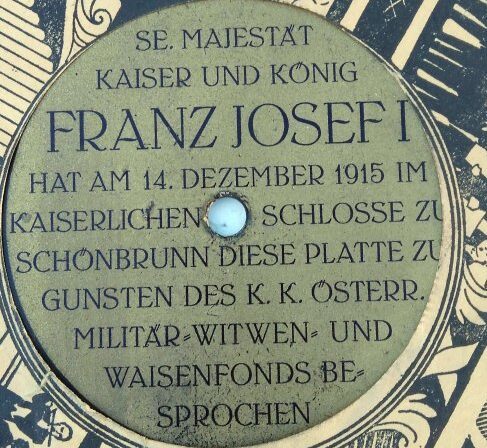 SE. MAJESTÄT
KAISER UND KÖNIG
FRANZ JOSEF I
HAT AM 14. DEZEMBER 1915 IM
KAISERLICHEN SCHLOSSE ZU
SCHÖNBRUNN DIESE PLATTE ZU
GUNSTEN DES K. K. ÖSTERR.
MILITÄR-WITWEN- UND
WAISENFONDS BE-
SPROCHEN